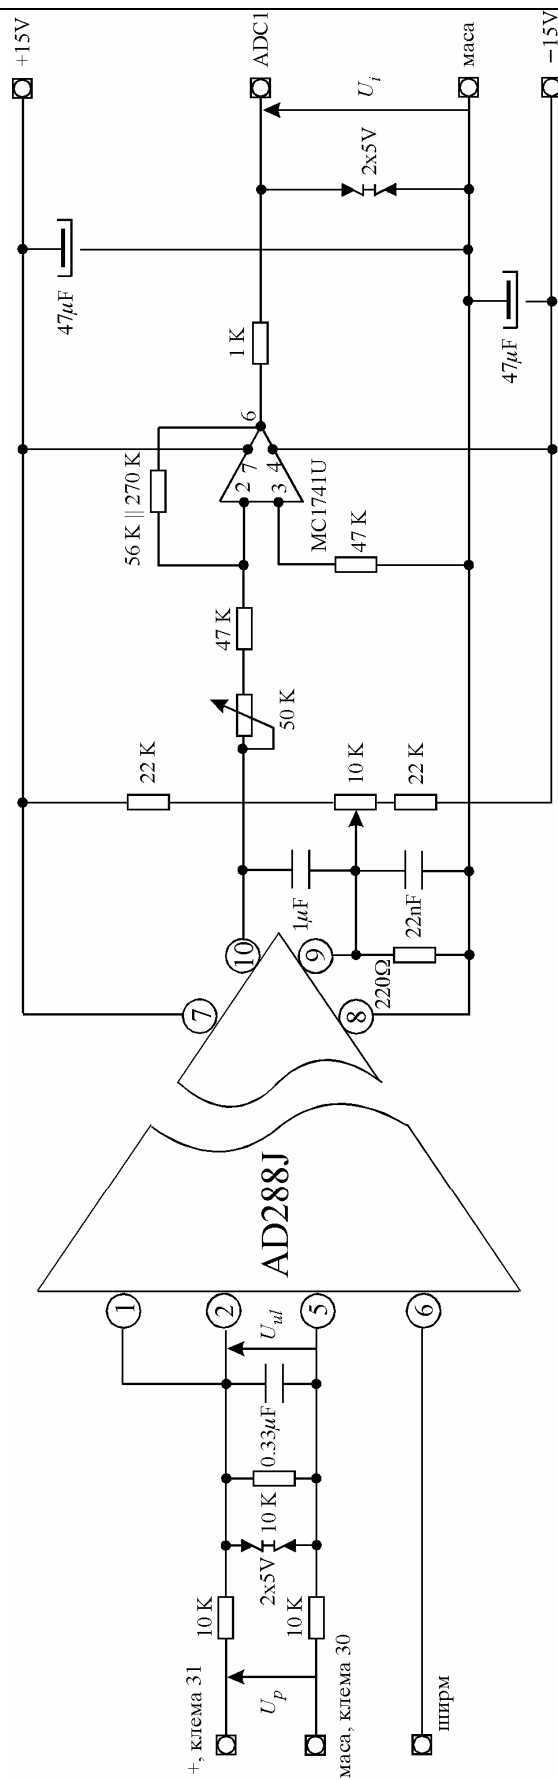 +, клема 31
маса, клема 30
ширм
U_p
10 K
10 K
2x5V
10 K
0.33μF
U_ul
1
2
5
6
AD288J
7
10
9
8
220Ω
1μF
22nF
22 K
10 K
22 K
50 K
47 K
56 K || 270 K
2
3
7
4
6
MC1741U
47 K
1 K
47μF
47μF
2x5V
U_i
+15V
ADC1
маса
−15V